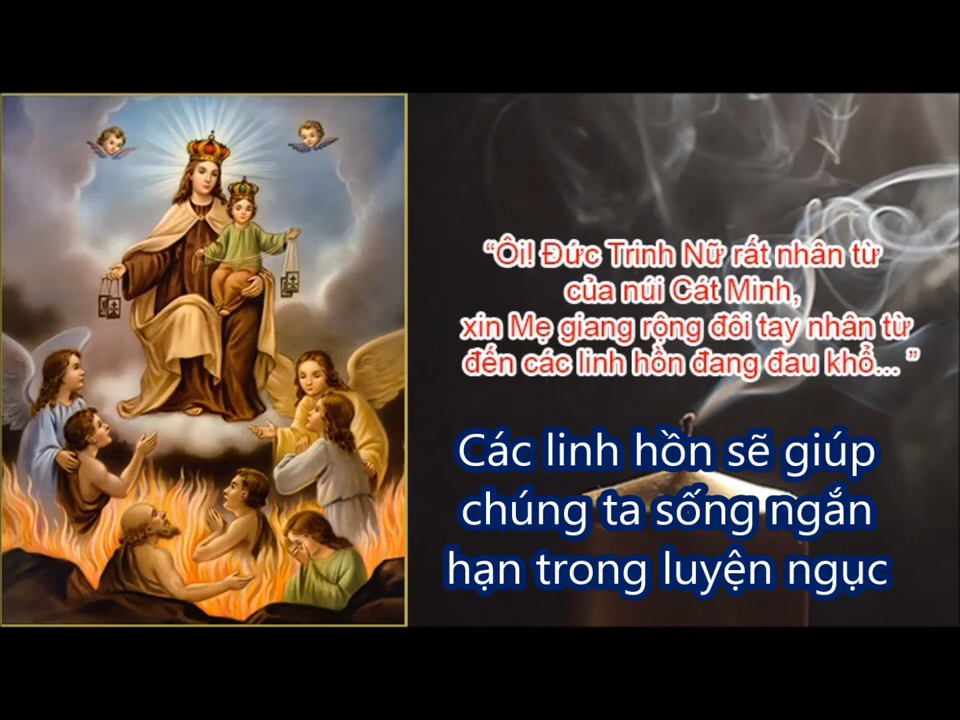 “Ôi! Đức Trinh Nữ rất nhân từ
của núi Cát Minh,
xin Mẹ giang rộng đôi tay nhân từ
đến các linh hồn đang đau khổ... ”
Các linh hồn sẽ giúp
chúng ta sống ngắn
hạn trong luyện ngục